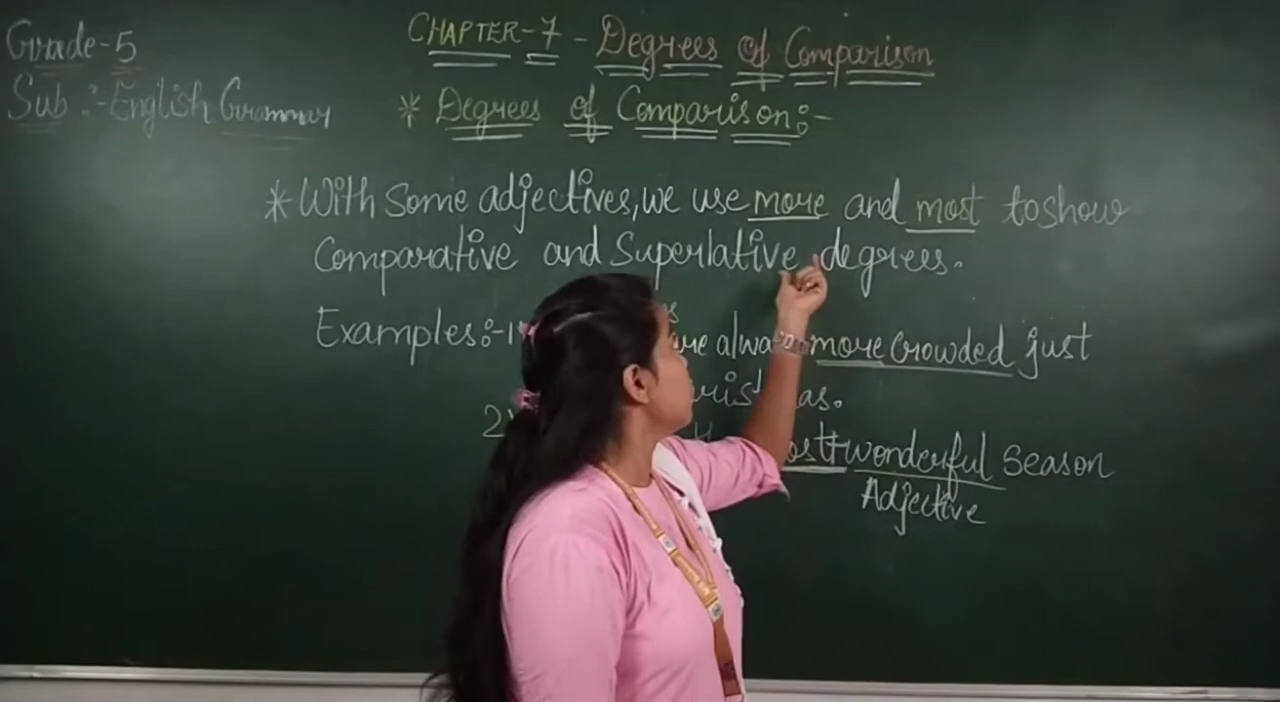 Grade-5
Sub :- English Grammar
CHAPTER-7 - Degrees of Comparison
* Degrees of Comparison:-
* With Some adjectives, we use more and most to show
Comparative and Superlative degrees.
Examples:-1
are always more Crowded just
as.
2
wonderful Season
Adjective